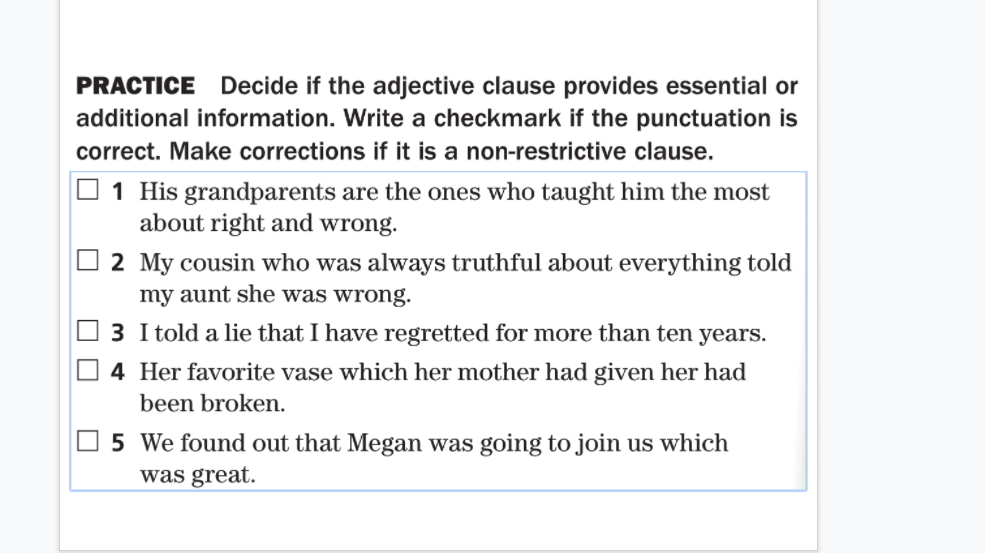 PRACTICE Decide if the adjective clause provides essential or
additional information. Write a checkmark if the punctuation is
correct. Make corrections if it is a non-restrictive clause.
☐ 1 His grandparents are the ones who taught him the most
about right and wrong.
☐ 2 My cousin who was always truthful about everything told
my aunt she was wrong.
☐ 3 I told a lie that I have regretted for more than ten years.
☐ 4 Her favorite vase which her mother had given her had
been broken.
☐ 5 We found out that Megan was going to join us which
was great.